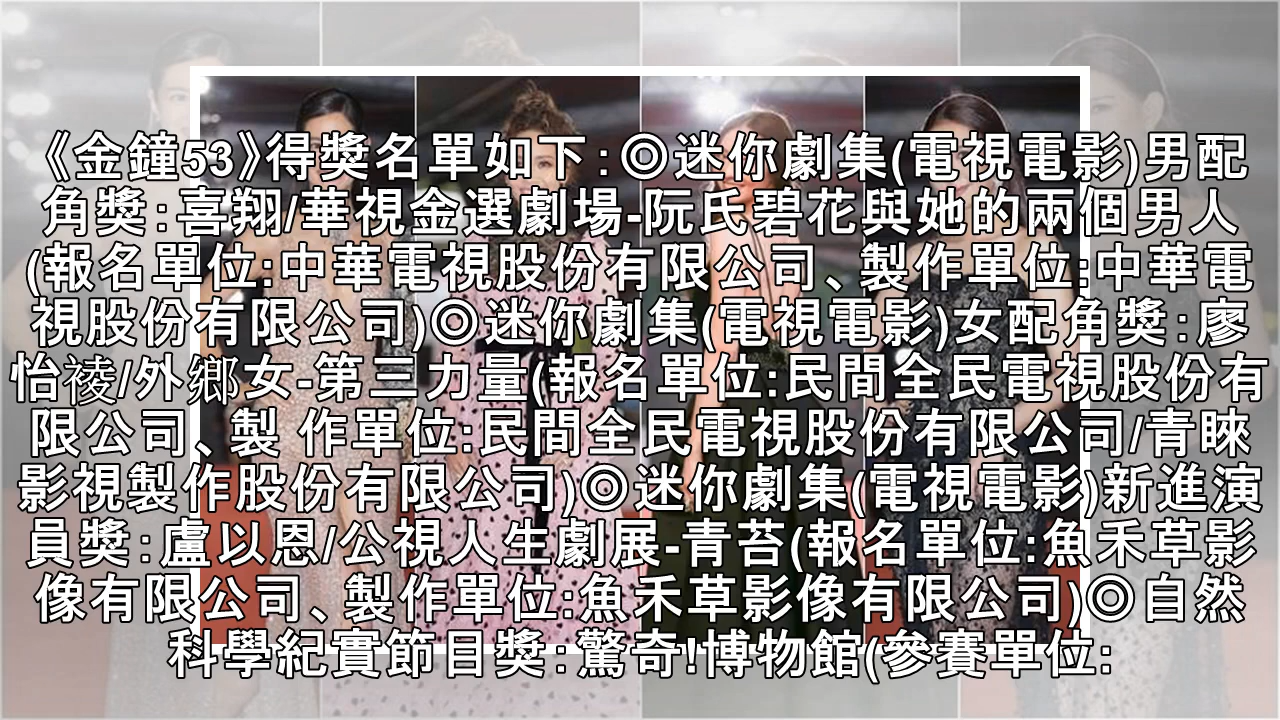 《金鐘53》得獎名單如下：◎迷你劇集(電視電影)男配
角獎：喜翔/華視金選劇場-阮氏碧花與她的兩個男人
(報名單位:中華電視股份有限公司、製作單位:中華電
視股份有限公司)◎迷你劇集(電視電影)女配角獎：廖
怡裬/外鄉女-第三力量(報名單位:民間全民電視股份有
限公司、製 作單位:民間全民電視股份有限公司/青睞
影視製作股份有限公司)◎迷你劇集(電視電影)新進演
員獎：盧以恩/公視人生劇展-青苔(報名單位:魚禾草影
像有限公司、製作單位:魚禾草影像有限公司)◎自然
科學紀實節目獎：驚奇!博物館(參賽單位: